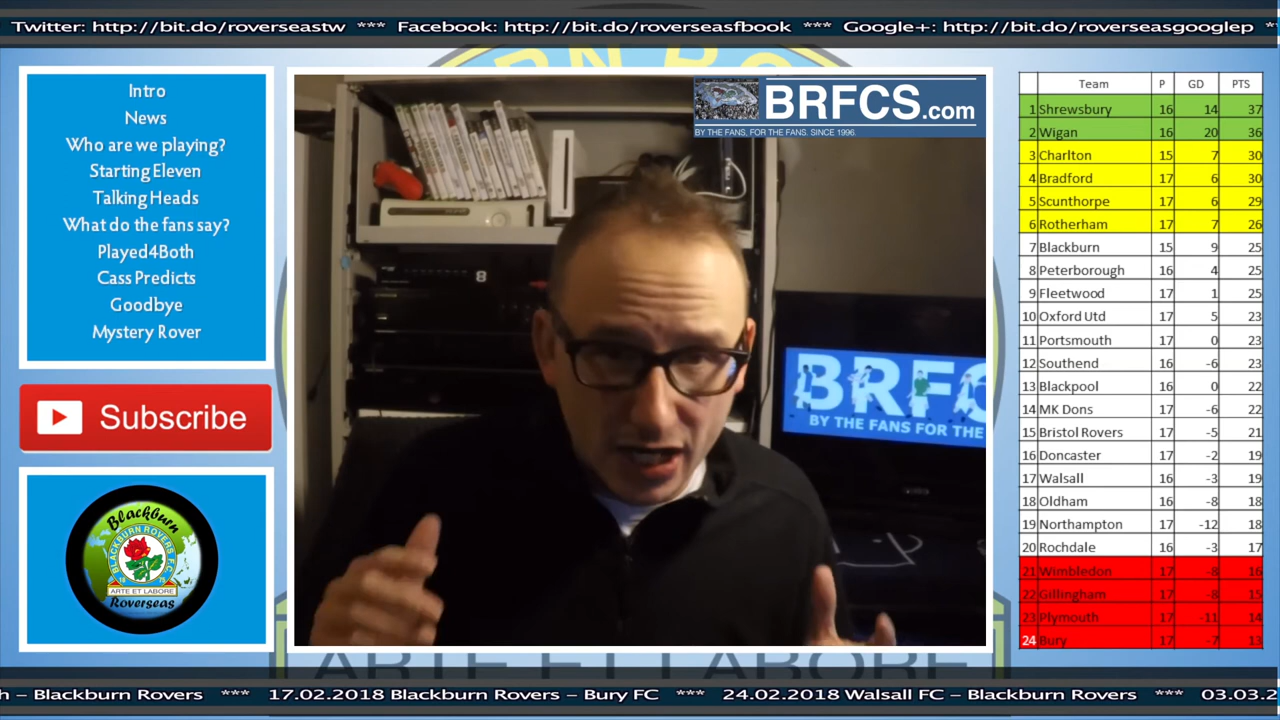 Twitter: http://bit.do/roverseastw *** Facebook: http://bit.do/roverseasfbook *** Google+: http://bit.do/roverseasgooglep
Intro
News
Who are we playing?
Starting Eleven
Talking Heads
What do the fans say?
Played4Both
Cass Predicts
Goodbye
Mystery Rover
Subscribe
Blackburn
BLACKBURN ROVERS F.C.
18 75
ARTE ET LABORE
Roverseas
BRFCS.com
BY THE FANS, FOR THE FANS. SINCE 1996.
8
BRFC
BY THE FANS FOR THE
Team P GD PTS
1 Shrewsbury 16 14 37
2 Wigan 16 20 36
3 Charlton 15 7 30
4 Bradford 17 6 30
5 Scunthorpe 17 6 29
6 Rotherham 17 7 26
7 Blackburn 15 9 25
8 Peterborough 16 4 25
9 Fleetwood 17 1 25
10 Oxford Utd 17 5 23
11 Portsmouth 17 0 23
12 Southend 16 -6 23
13 Blackpool 16 0 22
14 MK Dons 17 -6 22
15 Bristol Rovers 17 -5 21
16 Doncaster 17 -2 19
17 Walsall 16 -3 19
18 Oldham 16 -8 18
19 Northampton 17 -12 18
20 Rochdale 16 -3 17
21 Wimbledon 17 -8 16
22 Gillingham 17 -8 15
23 Plymouth 17 -11 14
24 Bury 17 -7 13
ARTE ET LABORE
h – Blackburn Rovers *** 17.02.2018 Blackburn Rovers – Bury FC *** 24.02.2018 Walsall FC – Blackburn Rovers *** 03.03.2